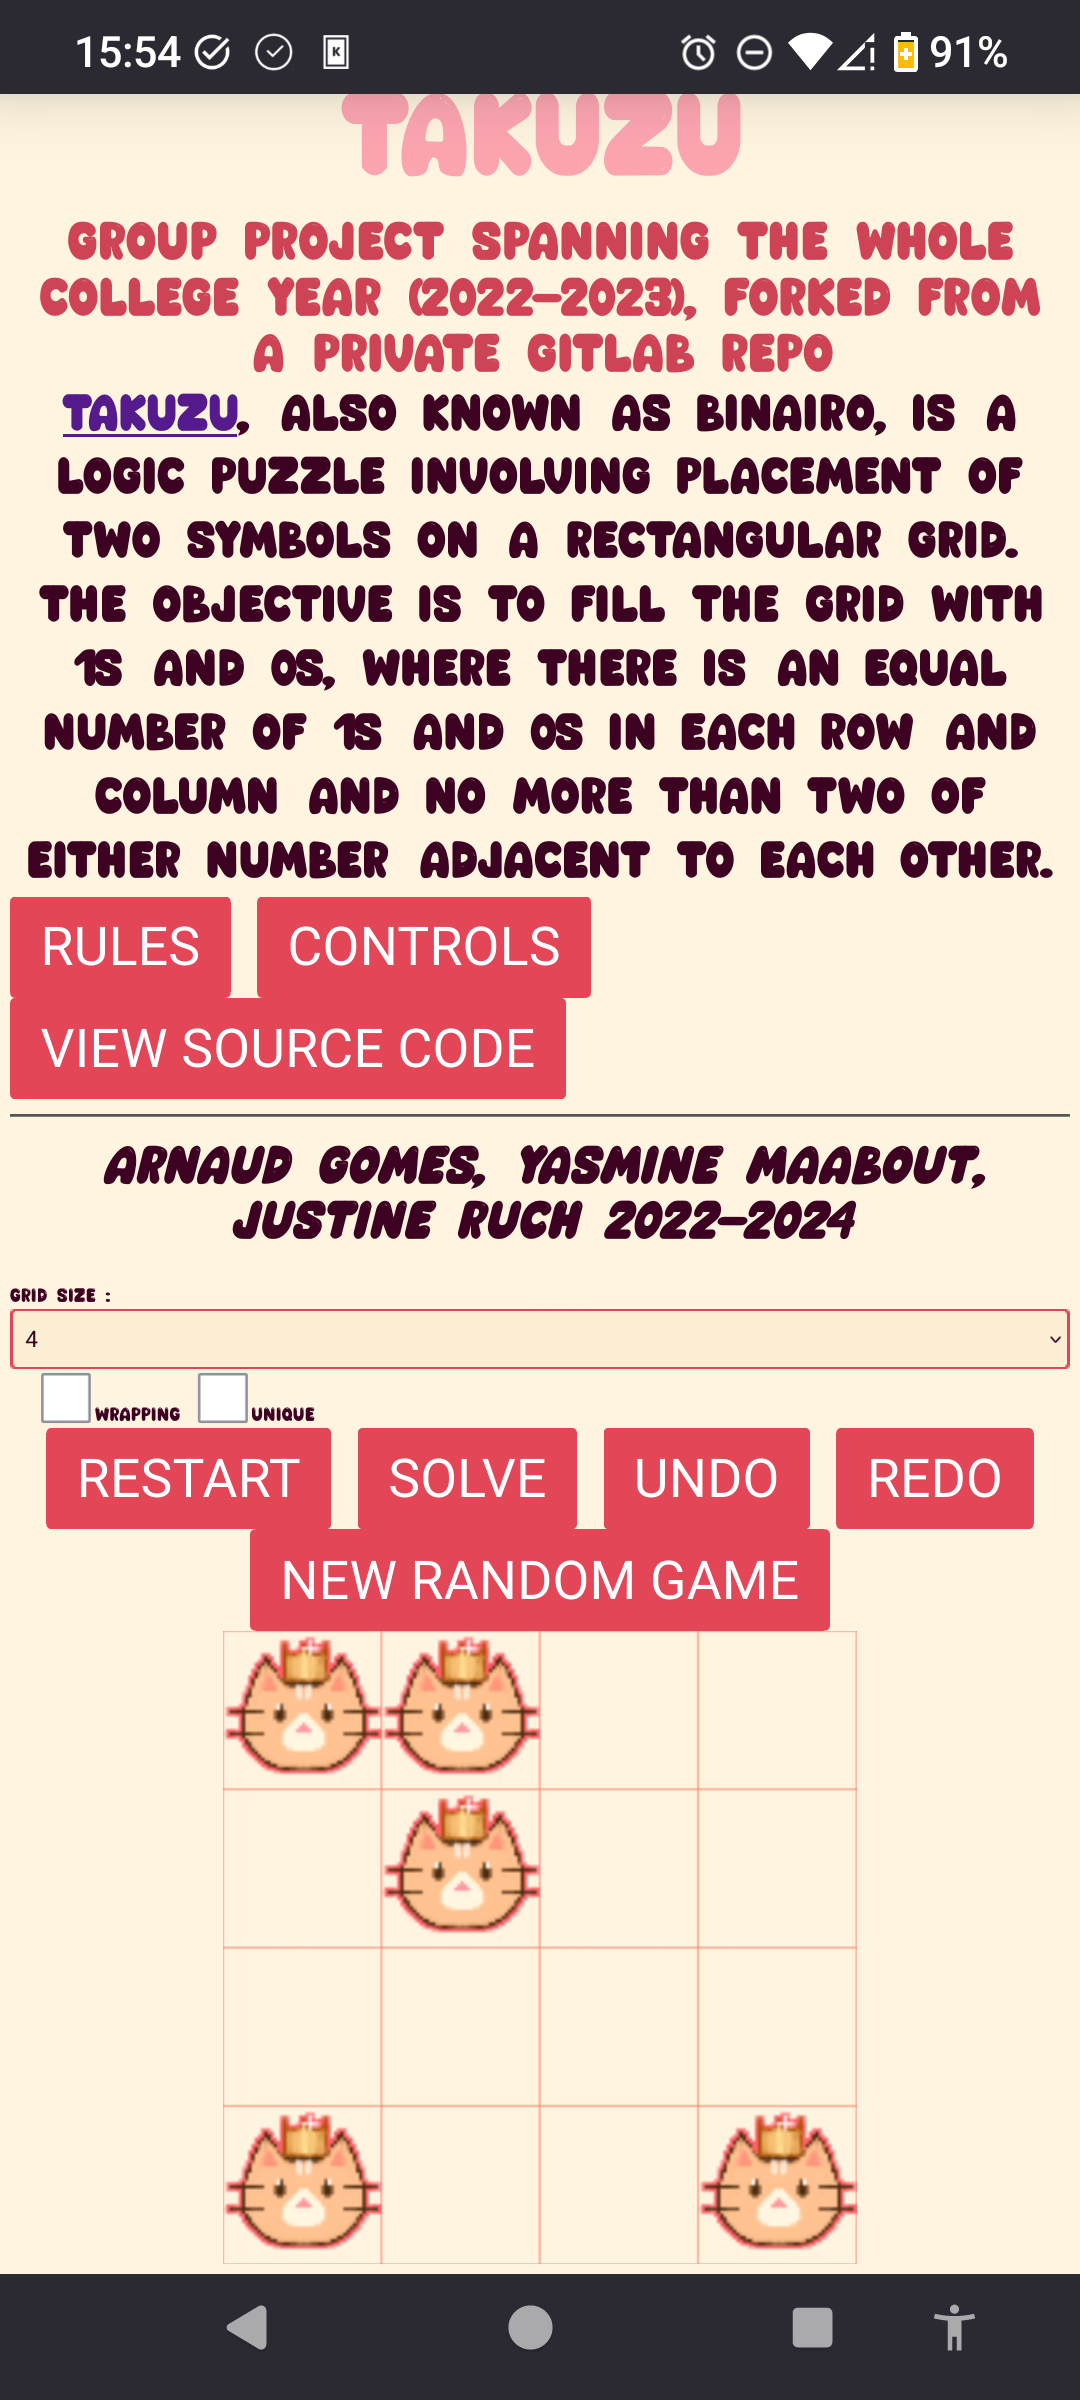 15:54
K
91%
TAKUZU
GROUP PROJECT SPANNING THE WHOLE
COLLEGE YEAR (2022-2023), FORKED FROM
A PRIVATE GITLAB REPO
TAKUZU, ALSO KNOWN AS BINAIRO, IS A
LOGIC PUZZLE INVOLVING PLACEMENT OF
TWO SYMBOLS ON A RECTANGULAR GRID.
THE OBJECTIVE IS TO FILL THE GRID WITH
1S AND 0S, WHERE THERE IS AN EQUAL
NUMBER OF 1S AND 0S IN EACH ROW AND
COLUMN AND NO MORE THAN TWO OF
EITHER NUMBER ADJACENT TO EACH OTHER.
RULES CONTROLS
VIEW SOURCE CODE
ARNAUD GOMES, YASMINE MAABOUT,
JUSTINE RUCH 2022-2024
GRID SIZE :
4
WRAPPING UNIQUE
RESTART SOLVE UNDO REDO
NEW RANDOM GAME